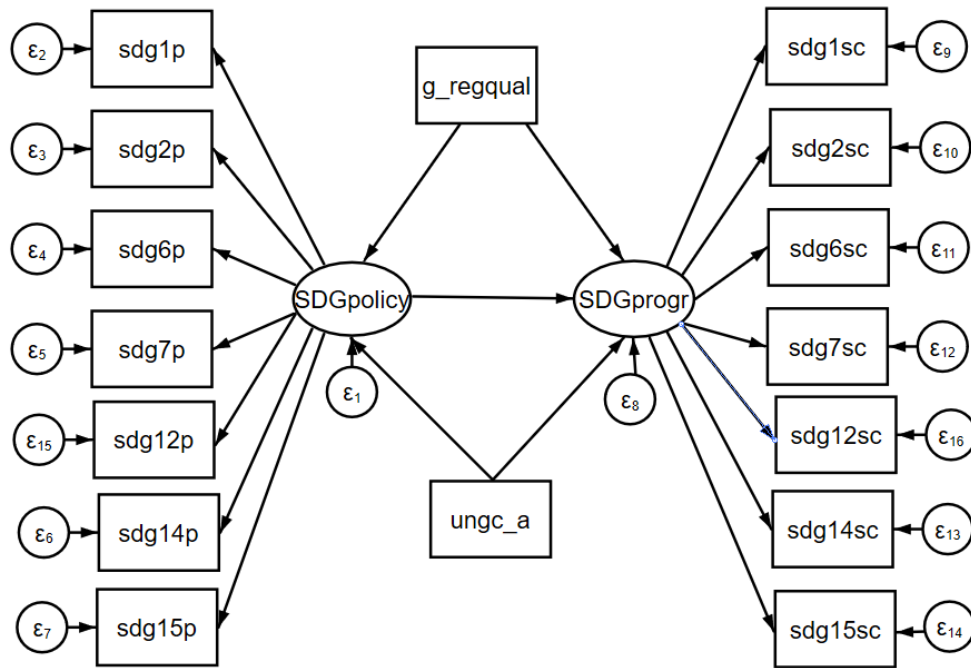 ε2 sdg1p
g_regqual
sdg1sc ε9
ε3 sdg2p
sdg2sc ε10
ε4 sdg6p
sdg6sc ε11
SDGpolicy SDGprogr
ε5 sdg7p
sdg7sc ε12
ε1 ε8
ε15 sdg12p
sdg12sc ε16
ungc_a
ε6 sdg14p
sdg14sc ε13
ε7 sdg15p
sdg15sc ε14